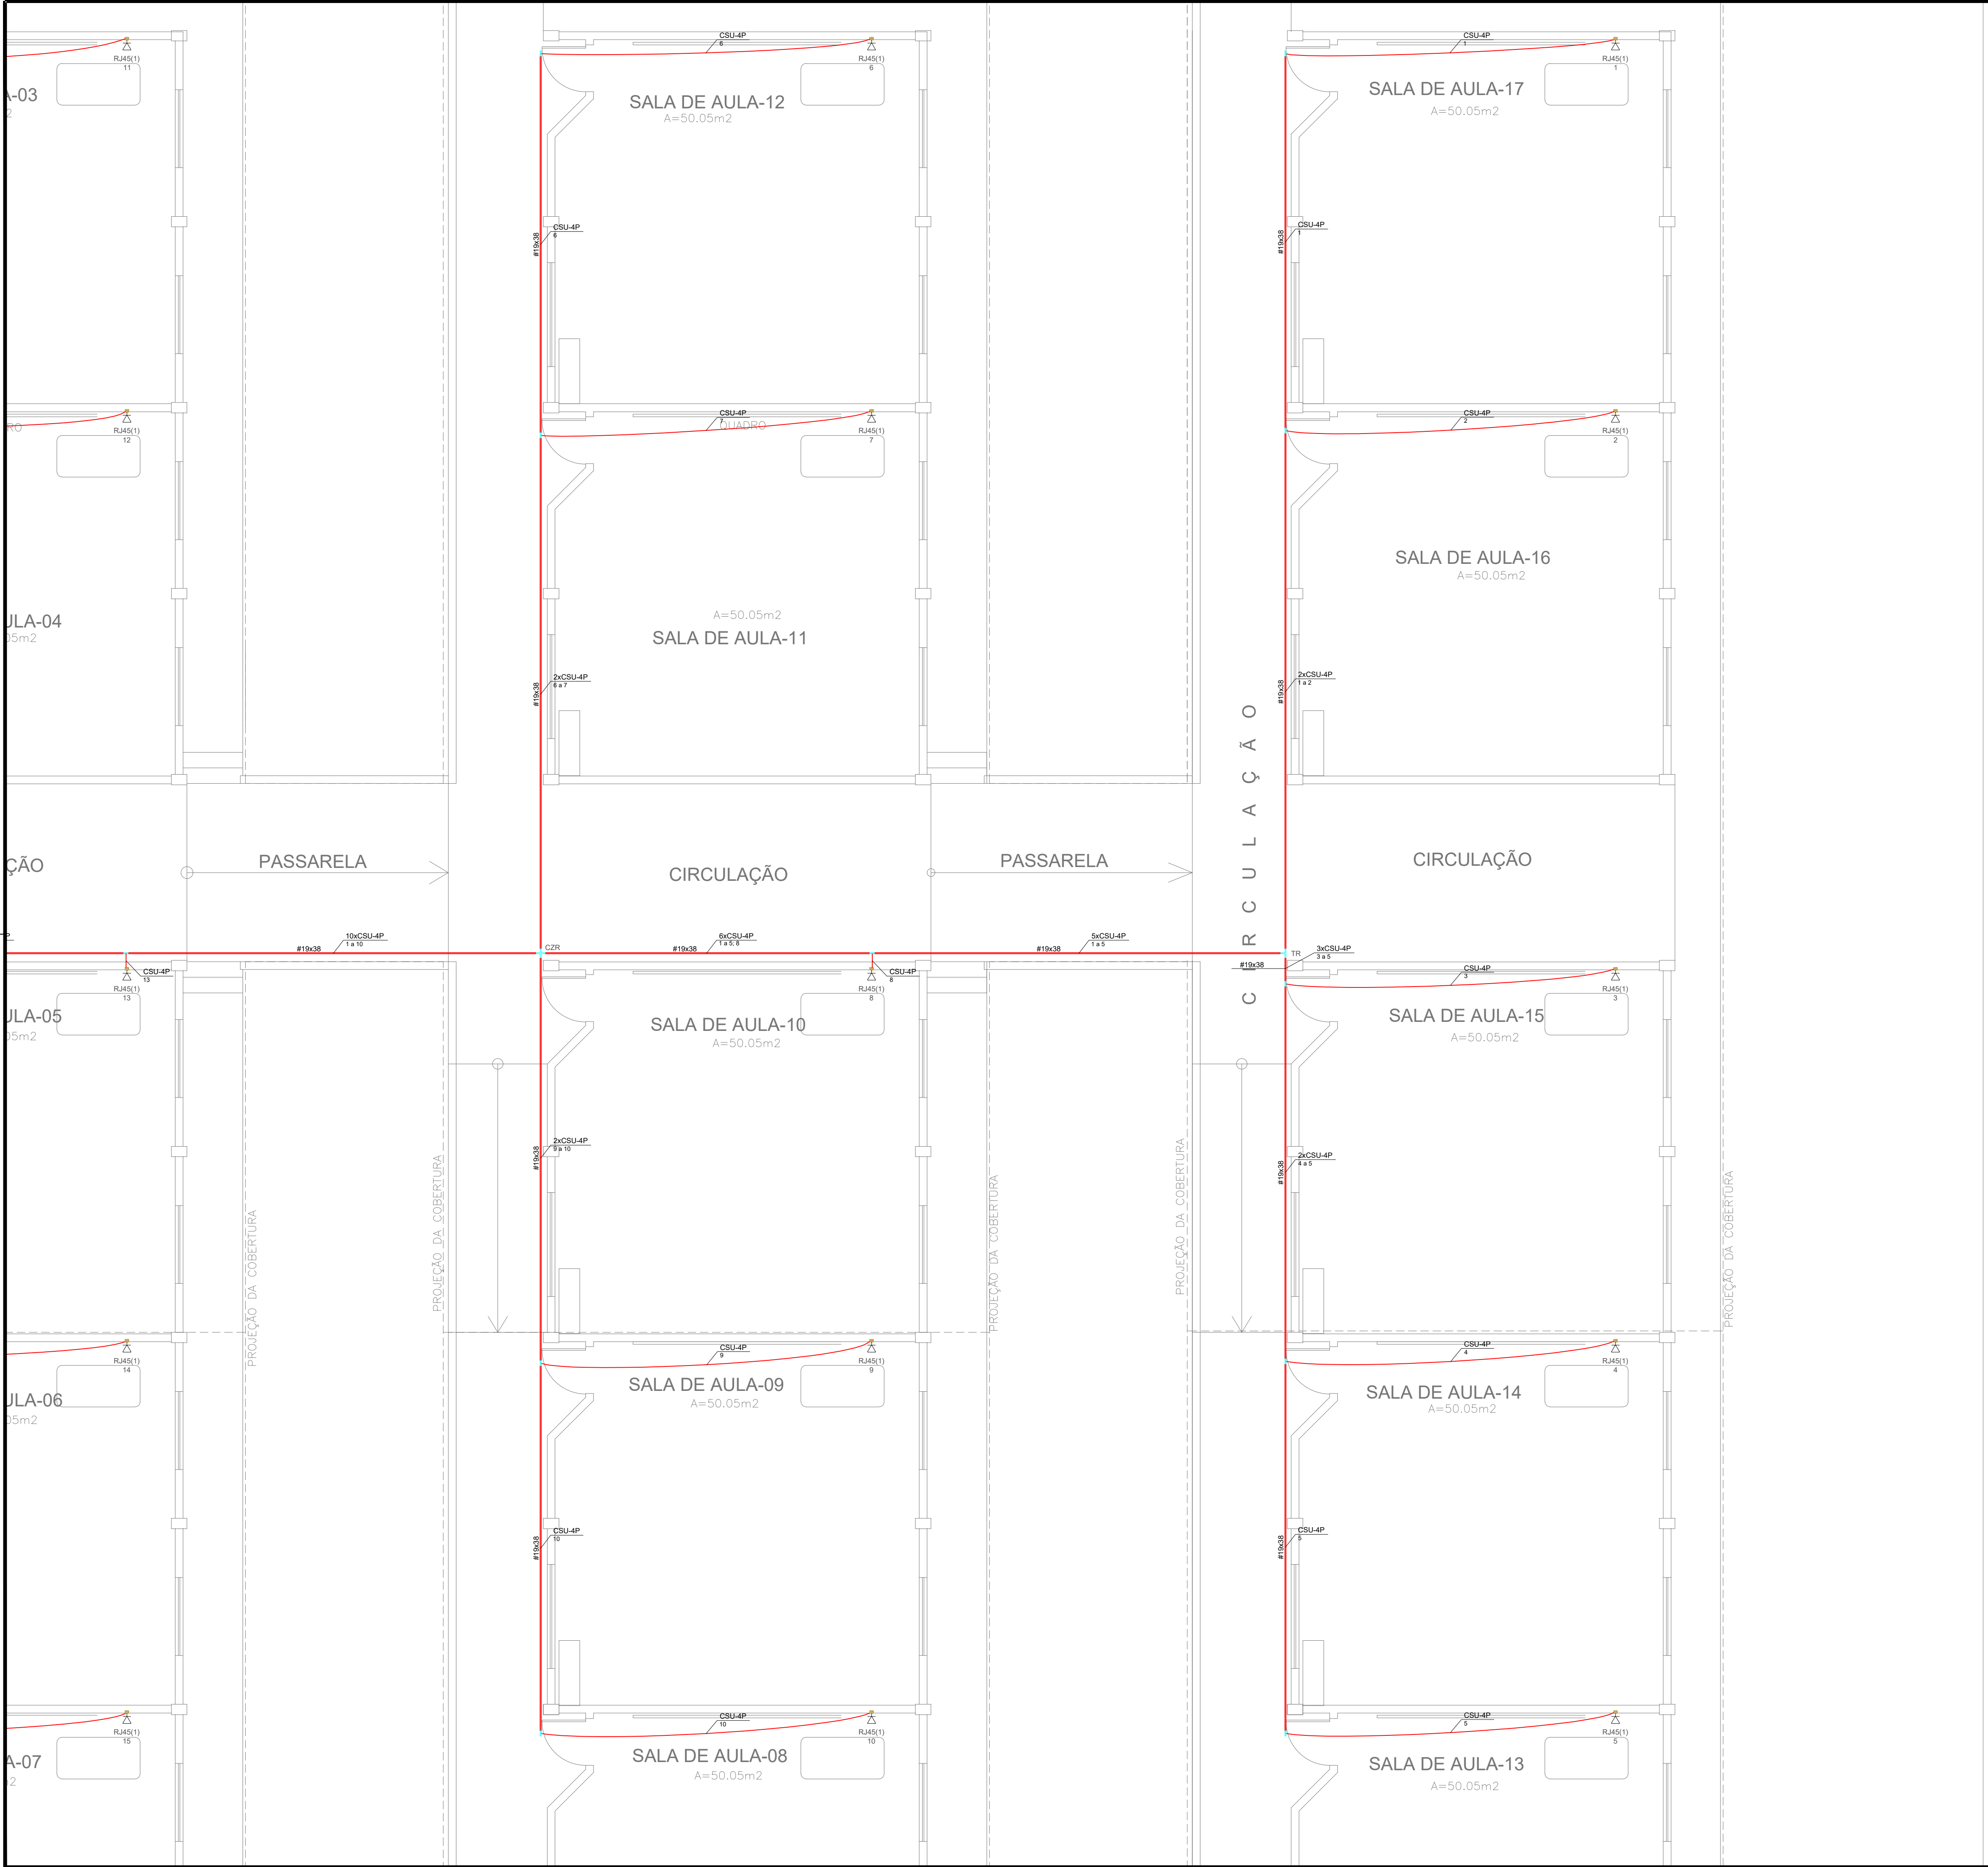 CSU-4P
6
RJ45(1)
11
RJ45(1)
6
CSU-4P
1
RJ45(1)
1
A-03
2
SALA DE AULA-12
A=50.05m2
SALA DE AULA-17
A=50.05m2
#19x38
CSU-4P
6
#19x38
CSU-4P
1
RO
RJ45(1)
12
CSU-4P
7
QUADRO
RJ45(1)
7
CSU-4P
2
RJ45(1)
2
ULA-04
05m2
A=50.05m2
SALA DE AULA-11
SALA DE AULA-16
A=50.05m2
#19x38
2xCSU-4P
6 a 7
#19x38
2xCSU-4P
1 a 2
CIRCULAÇÃO
ÇÃO
PASSARELA
CIRCULAÇÃO
PASSARELA
CIRCULAÇÃO
P
#19x38
10xCSU-4P
1 a 10
CZR
#19x38
6xCSU-4P
1 a 5; 8
#19x38
5xCSU-4P
1 a 5
TR
3xCSU-4P
3 a 5
#19x38
CSU-4P
13
RJ45(1)
13
CSU-4P
8
RJ45(1)
8
CSU-4P
3
RJ45(1)
3
ULA-05
05m2
SALA DE AULA-10
A=50.05m2
SALA DE AULA-15
A=50.05m2
#19x38
2xCSU-4P
9 a 10
#19x38
2xCSU-4P
4 a 5
PROJEÇÃO DA COBERTURA
PROJEÇÃO DA COBERTURA
PROJEÇÃO DA COBERTURA
PROJEÇÃO DA COBERTURA
PROJEÇÃO DA COBERTURA
RJ45(1)
14
CSU-4P
9
RJ45(1)
9
CSU-4P
4
RJ45(1)
4
ULA-06
05m2
SALA DE AULA-09
A=50.05m2
SALA DE AULA-14
A=50.05m2
#19x38
CSU-4P
10
#19x38
CSU-4P
5
RJ45(1)
15
CSU-4P
10
RJ45(1)
10
CSU-4P
5
RJ45(1)
5
A-07
2
SALA DE AULA-08
A=50.05m2
SALA DE AULA-13
A=50.05m2